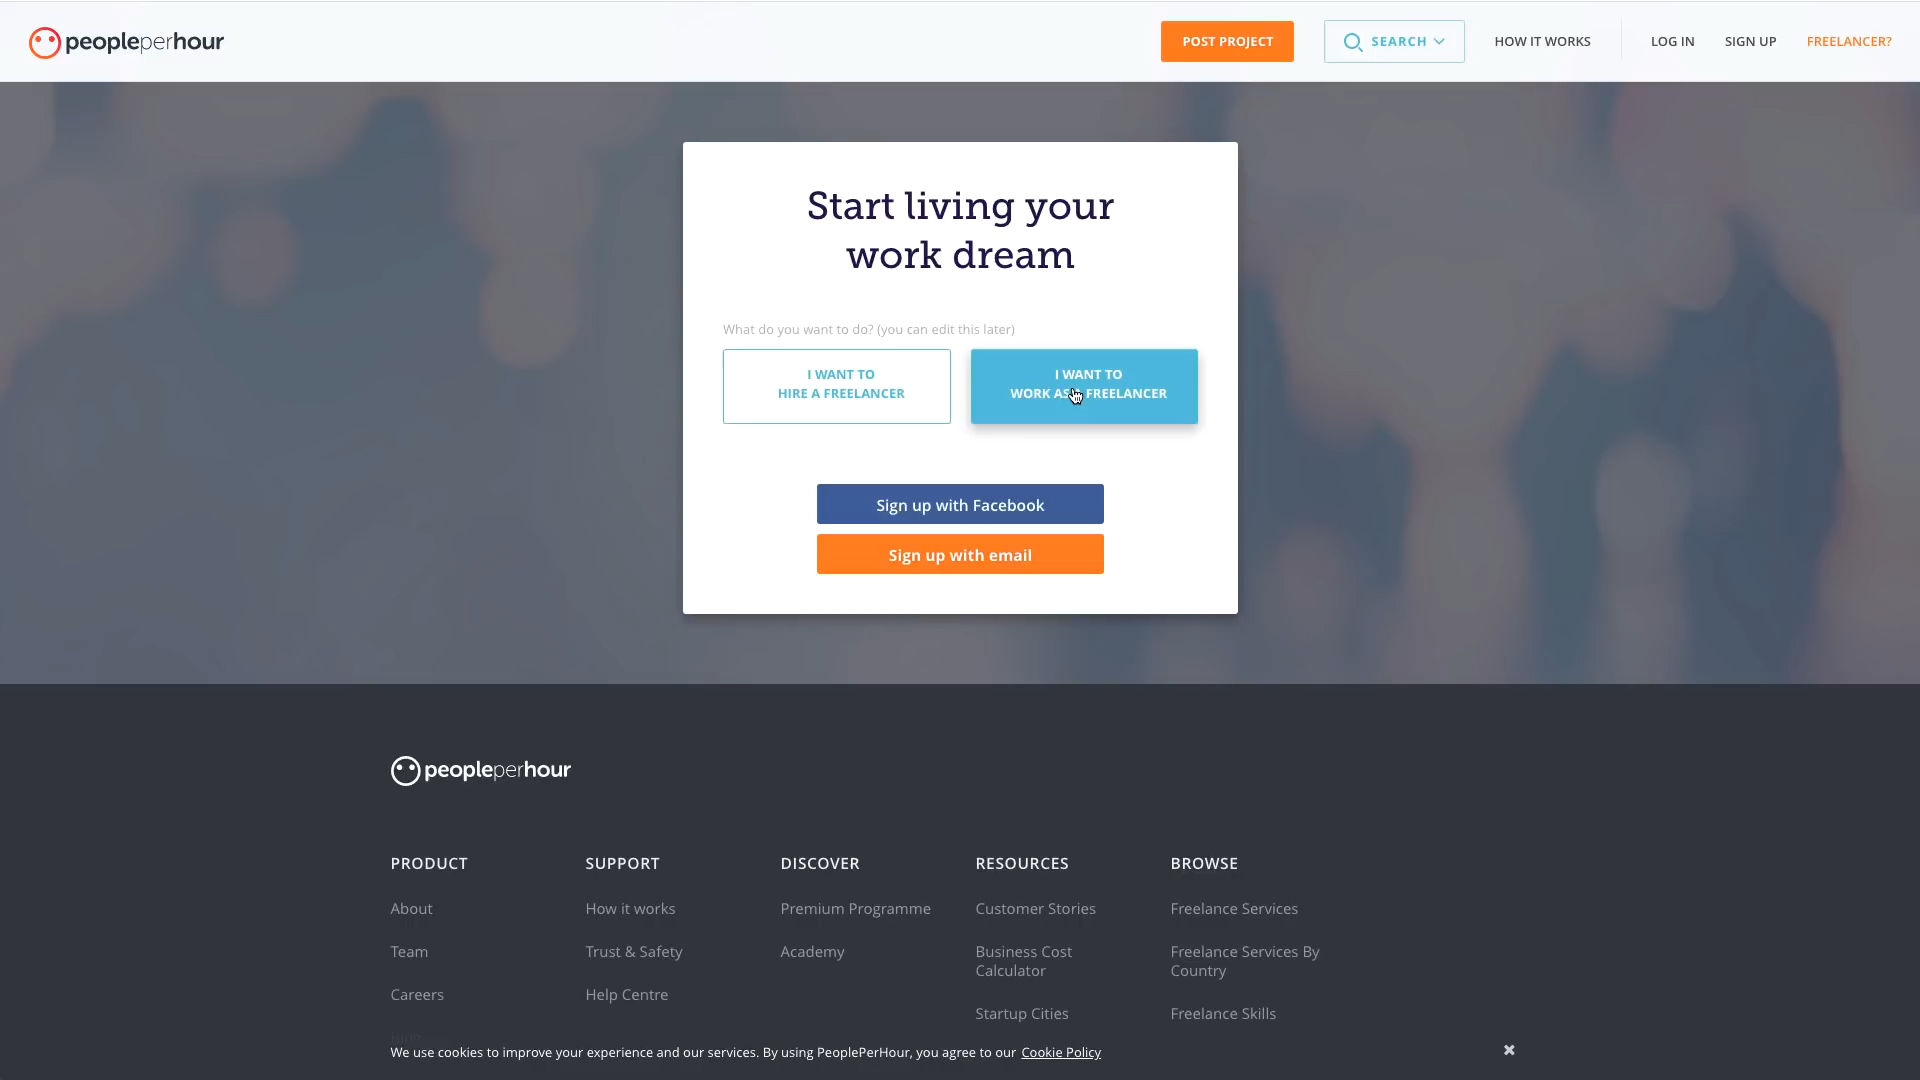 peopleperhour
POST PROJECT
SEARCH
HOW IT WORKS
LOG IN
SIGN UP
FREELANCER?
Start living your
work dream
What do you want to do? (you can edit this later)
I WANT TO
HIRE A FREELANCER
I WANT TO
WORK AS A FREELANCER
Sign up with Facebook
Sign up with email
peopleperhour
PRODUCT
About
Team
Careers
SUPPORT
How it works
Trust & Safety
Help Centre
DISCOVER
Premium Programme
Academy
RESOURCES
Customer Stories
Business Cost
Calculator
Startup Cities
BROWSE
Freelance Services
Freelance Services By
Country
Freelance Skills
We use cookies to improve your experience and our services. By using PeoplePerHour, you agree to our Cookie Policy